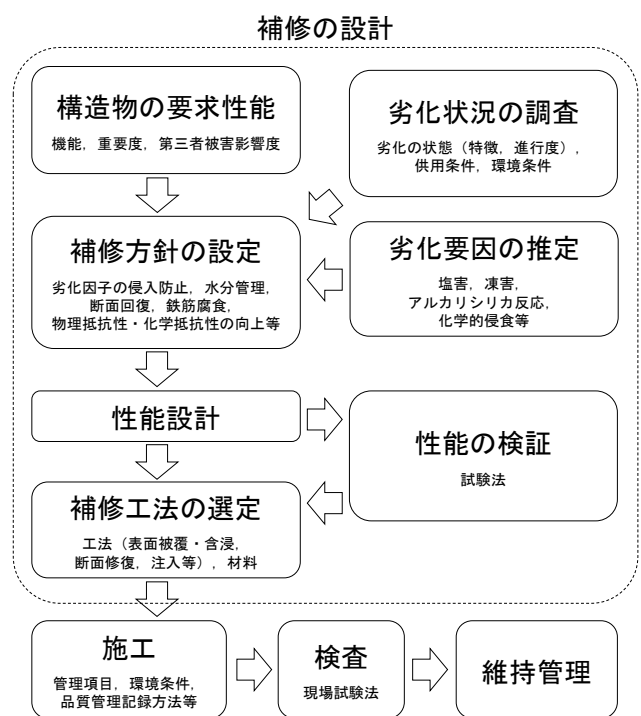 補修の設計
構造物の要求性能
機能，重要度，第三者被害影響度
劣化状況の調査
劣化の状態（特徴，進行度），
供用条件，環境条件
補修方針の設定
劣化因子の侵入防止，水分管理，
断面回復，鉄筋腐食，
物理抵抗性・化学抵抗性の向上等
劣化要因の推定
塩害，凍害，
アルカリシリカ反応，
化学的侵食等
性能設計
性能の検証
試験法
補修工法の選定
工法（表面被覆・含浸，
断面修復，注入等），材料
施工
管理項目，環境条件，
品質管理記録方法等
検査
現場試験法
維持管理